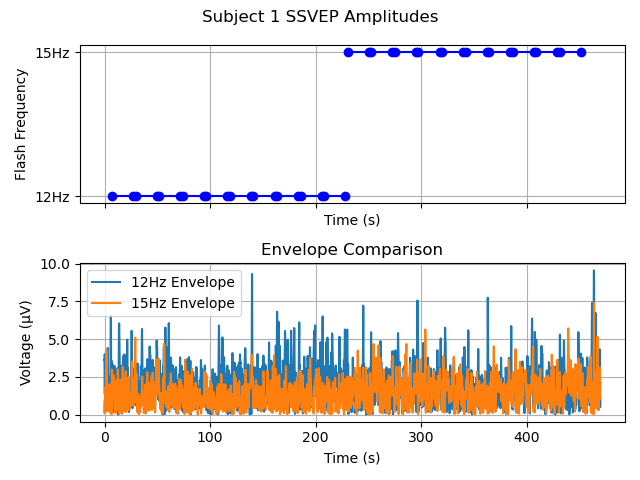 Subject 1 SSVEP Amplitudes
15Hz
Flash Frequency
12Hz
Time (s)
Envelope Comparison
10.0
12Hz Envelope
15Hz Envelope
7.5
5.0
Voltage (μV)
2.5
0.0
0 100 200 300 400
Time (s)